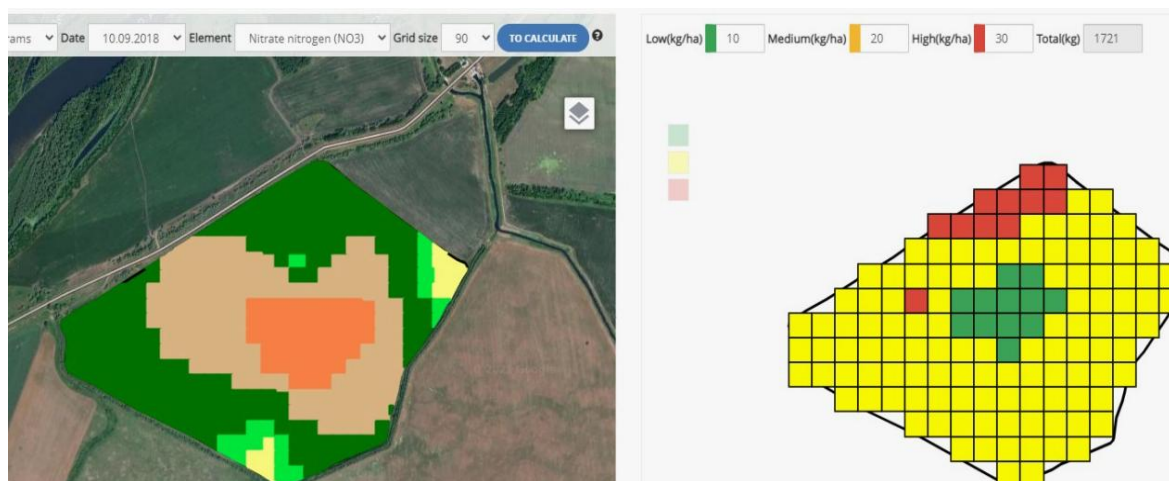 rams Date 10.09.2018 Element Nitrate nitrogen (NO3) Grid size 90 TO CALCULATE ?
Low(kg/ha) 10 Medium(kg/ha) 20 High(kg/ha) 30 Total(kg) 1721